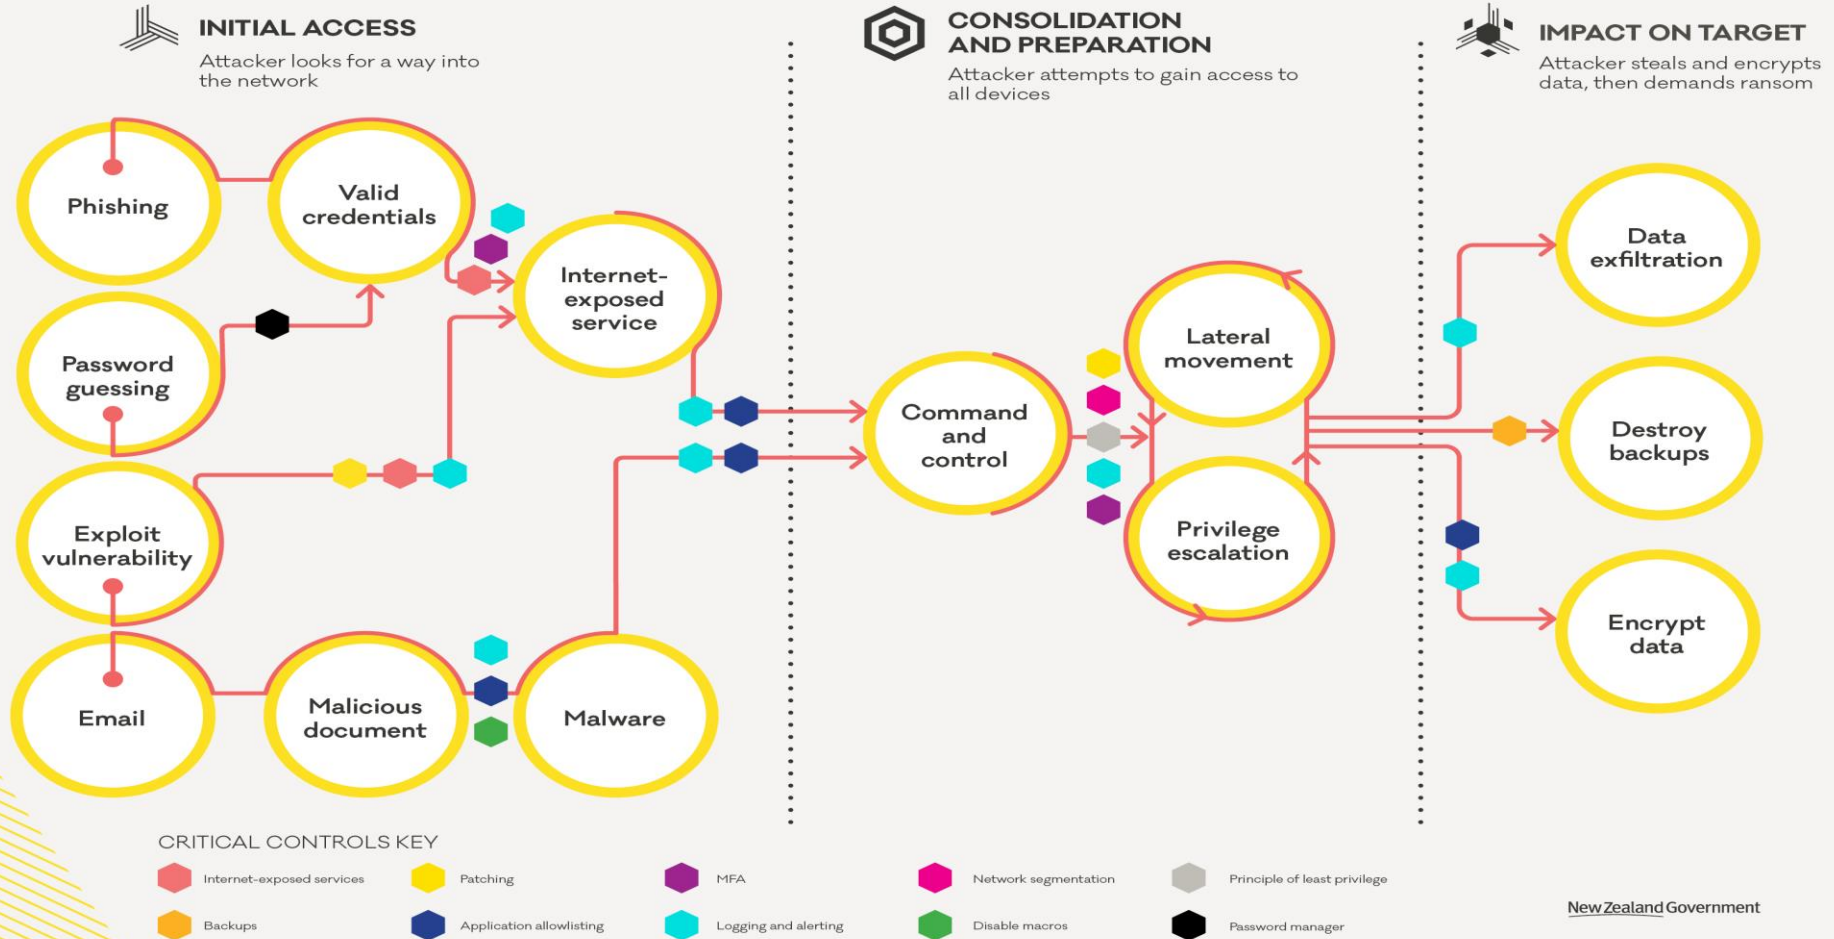 INITIAL ACCESS
Attacker looks for a way into
the network
CONSOLIDATION
AND PREPARATION
Attacker attempts to gain access to
all devices
IMPACT ON TARGET
Attacker steals and encrypts
data, then demands ransom
Phishing
Valid
credentials
Password
guessing
Internet-
exposed
service
Exploit
vulnerability
Email
Malicious
document
Malware
Command
and
control
Lateral
movement
Privilege
escalation
Data
exfiltration
Destroy
backups
Encrypt
data
CRITICAL CONTROLS KEY
Internet-exposed services
Patching
MFA
Network segmentation
Principle of least privilege
Backups
Application allowlisting
Logging and alerting
Disable macros
Password manager
New Zealand Government